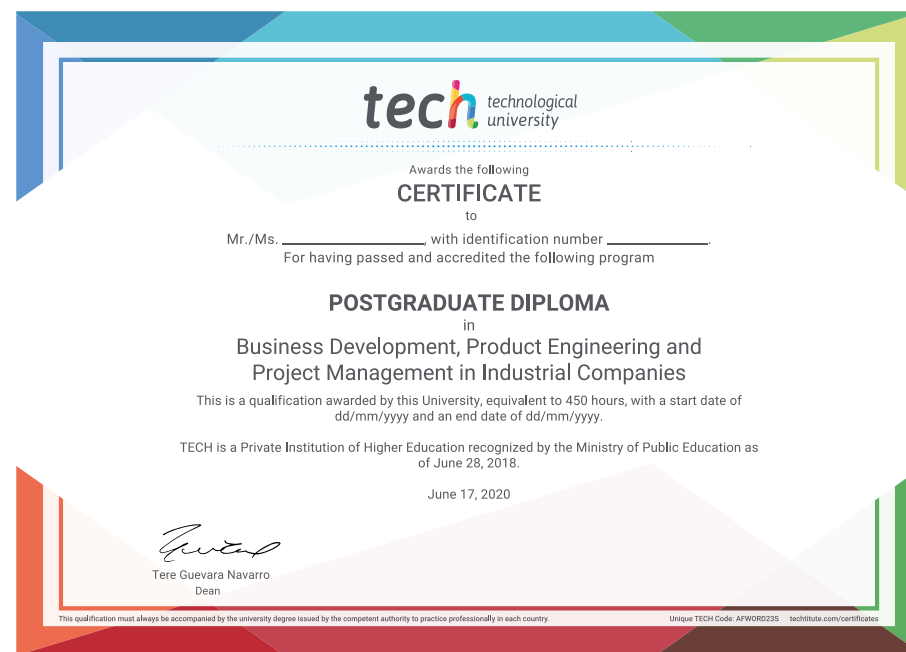 tech technological
university
Awards the following
CERTIFICATE
to
Mr./Ms. ____________________, with identification number ______________.
For having passed and accredited the following program
POSTGRADUATE DIPLOMA
in
Business Development, Product Engineering and
Project Management in Industrial Companies
This is a qualification awarded by this University, equivalent to 450 hours, with a start date of
dd/mm/yyyy and an end date of dd/mm/yyyy.
TECH is a Private Institution of Higher Education recognized by the Ministry of Public Education as
of June 28, 2018.
June 17, 2020
Tere Guevara Navarro
Dean
This qualification must always be accompanied by the university degree issued by the competent authority to practice professionally in each country. Unique TECH Code: AFWORD23S techtitute.com/certificates